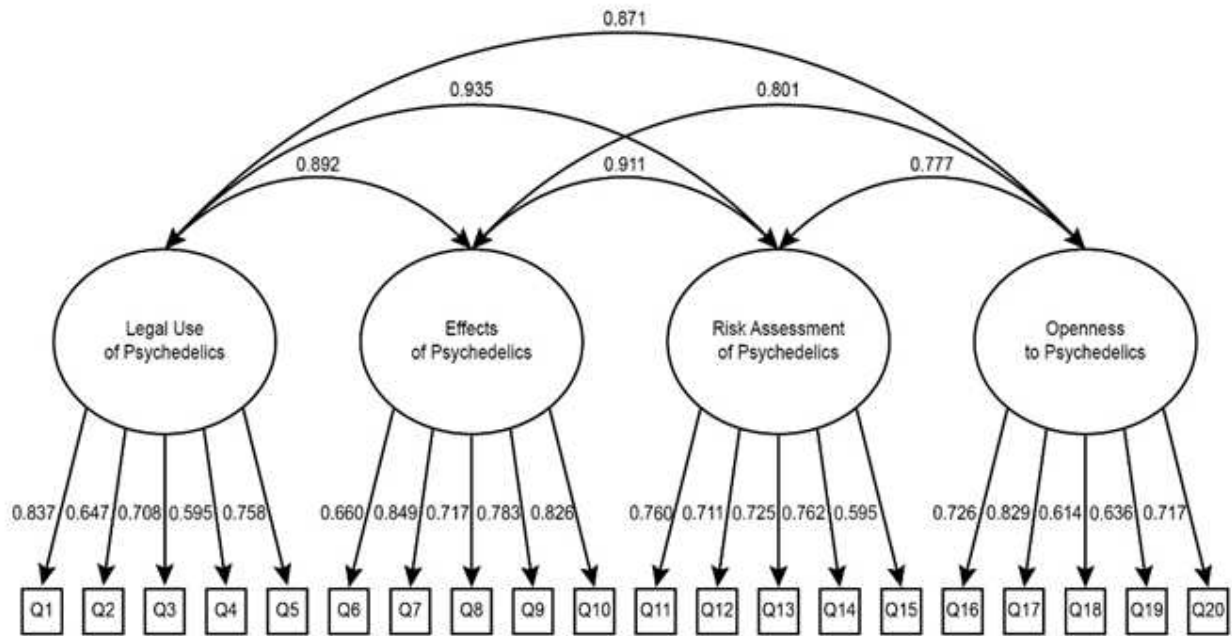 0.871
0.935 0.801
0.892 0.911 0.777
Legal Use
of Psychedelics
Effects
of Psychedelics
Risk Assessment
of Psychedelics
Openness
to Psychedelics
0.837 0.647 0.708 0.595 0.758 0.660 0.849 0.717 0.783 0.826 0.760 0.711 0.725 0.762 0.595 0.726 0.829 0.614 0.636 0.717
Q1 Q2 Q3 Q4 Q5 Q6 Q7 Q8 Q9 Q10 Q11 Q12 Q13 Q14 Q15 Q16 Q17 Q18 Q19 Q20